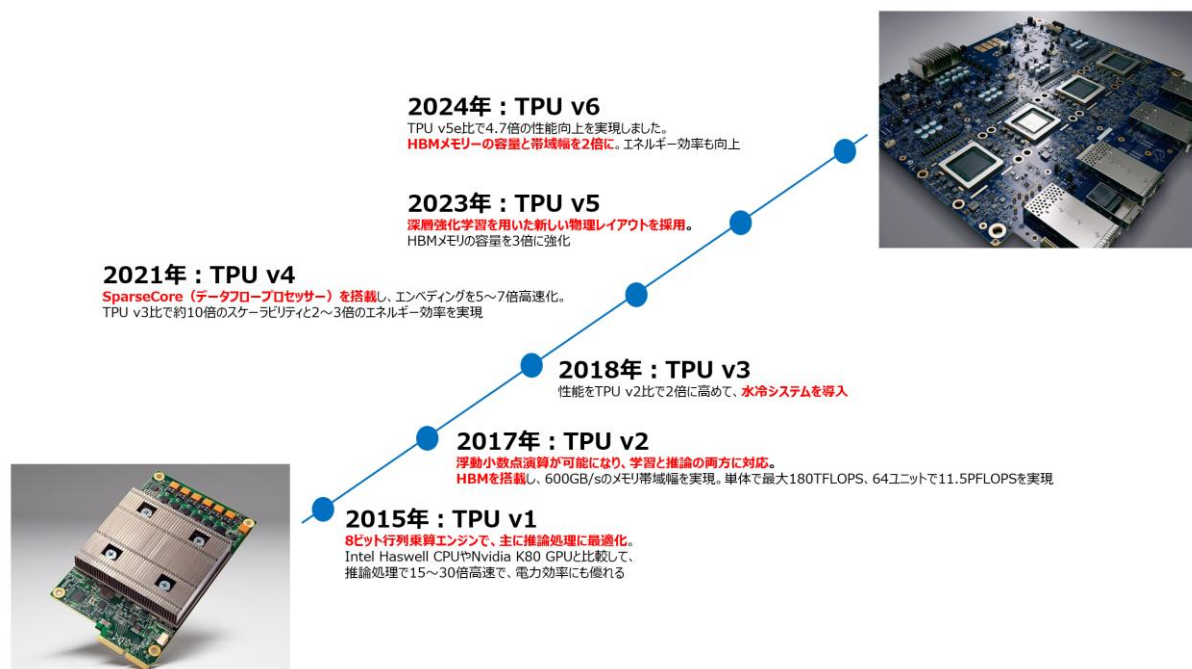 2024年：TPU v6
TPU v5e比で4.7倍の性能向上を実現しました。
HBMメモリーの容量と帯域幅を2倍に。エネルギー効率も向上
2023年：TPU v5
深層強化学習を用いた新しい物理レイアウトを採用。
HBMメモリの容量を3倍に強化
2021年：TPU v4
SparseCore（データフロープロセッサー）を搭載し、エンベディングを5～7倍高速化。
TPU v3比で約10倍のスケーラビリティと2～3倍のエネルギー効率を実現
2018年：TPU v3
性能をTPU v2比で2倍に高めて、水冷システムを導入
2017年：TPU v2
浮動小数点演算が可能になり、学習と推論の両方に対応。
HBMを搭載し、600GB/sのメモリ帯域幅を実現。単体で最大180TFLOPS、64ユニットで11.5PFLOPSを実現
2015年：TPU v1
8ビット行列乗算エンジンで、主に推論処理に最適化。
Intel Haswell CPUやNvidia K80 GPUと比較して、
推論処理で15～30倍高速で、電力効率にも優れる